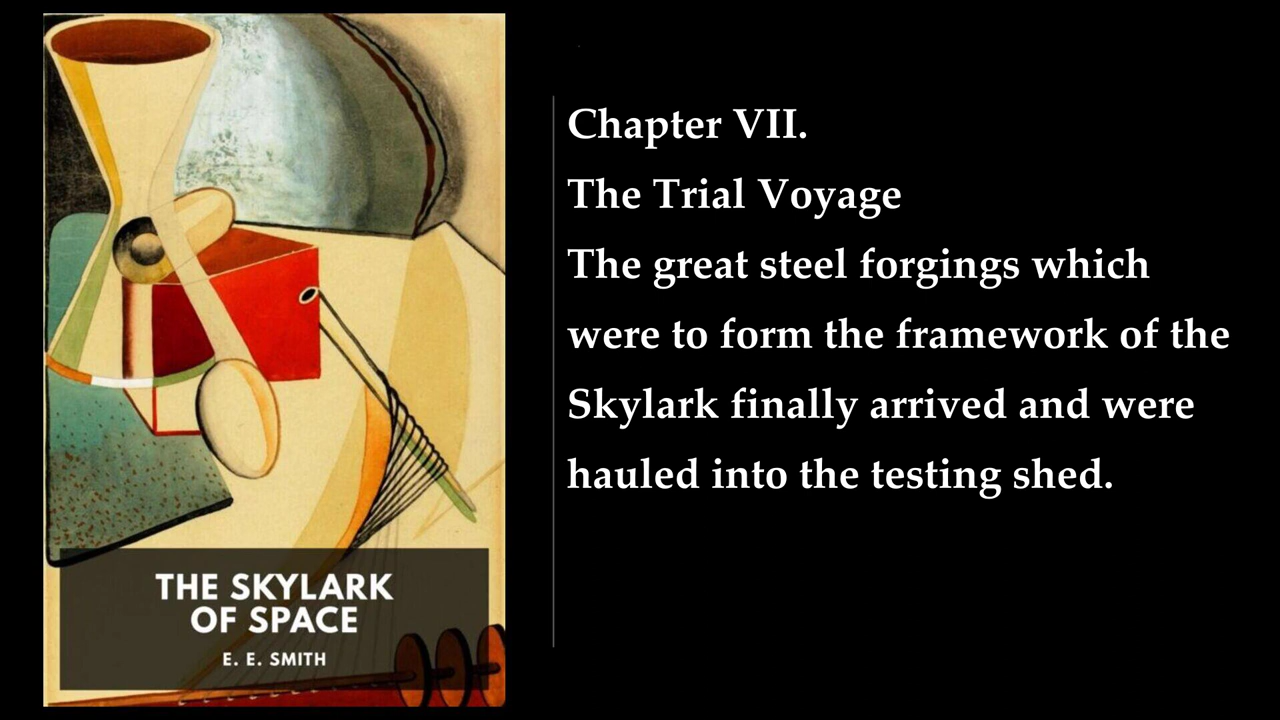 THE SKYLARK
OF SPACE
E. E. SMITH
Chapter VII.
The Trial Voyage
The great steel forgings which
were to form the framework of the
Skylark finally arrived and were
hauled into the testing shed.